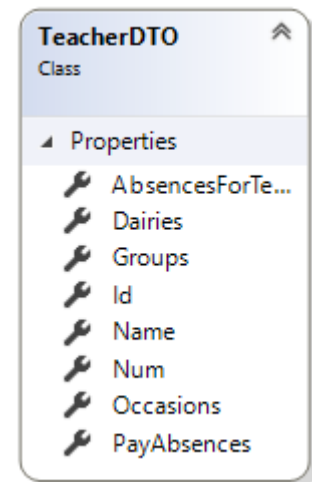 TeacherDTO
Class
Properties
AbsencesForTe...
Dairies
Groups
Id
Name
Num
Occasions
PayAbsences